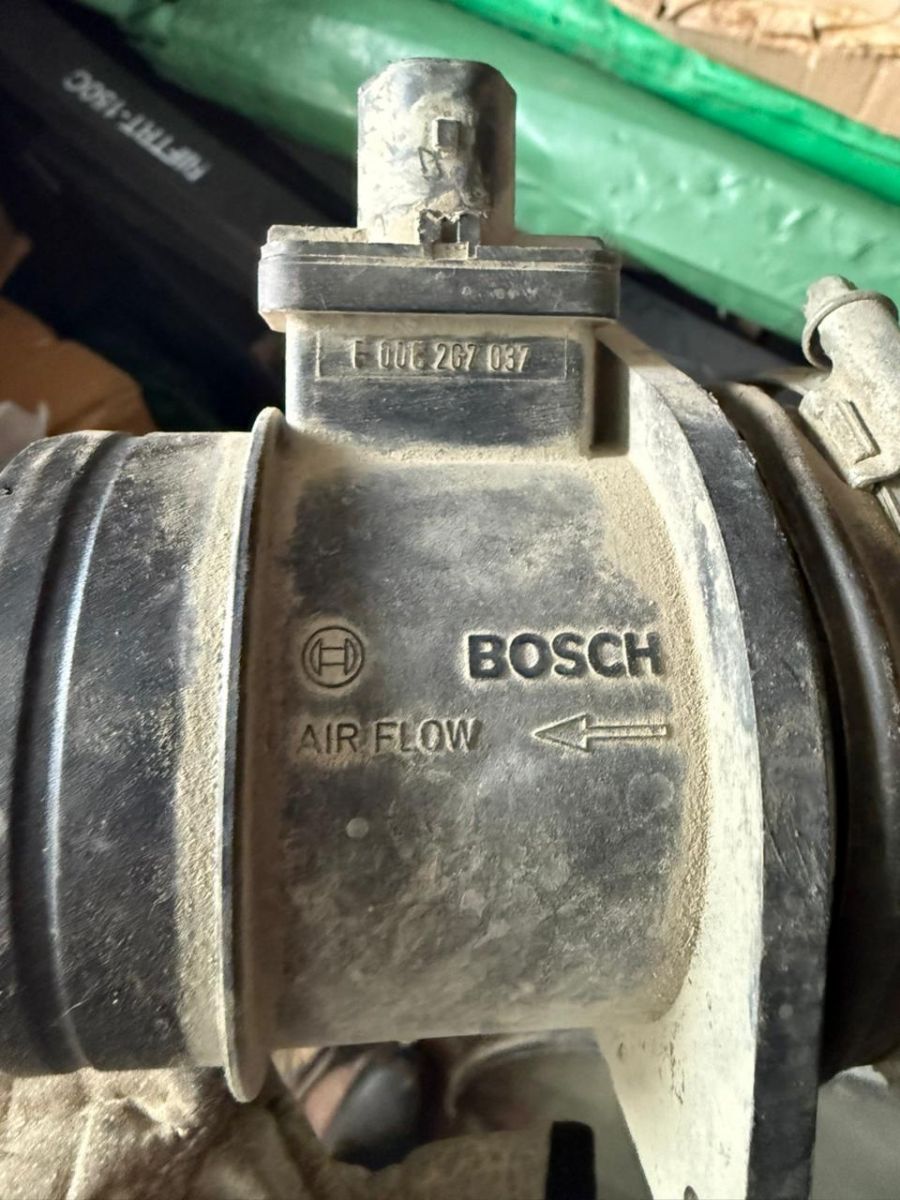 F 00C 2G7 037
BOSCH
AIR FLOW